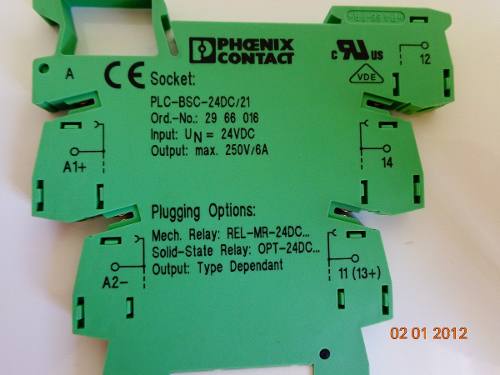 PHŒNIX
CONTACT
C RU US
VDE
12
A
CE
Socket:
PLC-BSC-24DC/21
Ord.-No.: 29 66 016
Input: UN = 24VDC
Output: max. 250V/6A
A1+
14
Plugging Options:
Mech. Relay: REL-MR-24DC...
Solid-State Relay: OPT-24DC...
Output: Type Dependant
A2-
11 (13+)
02 01 2012